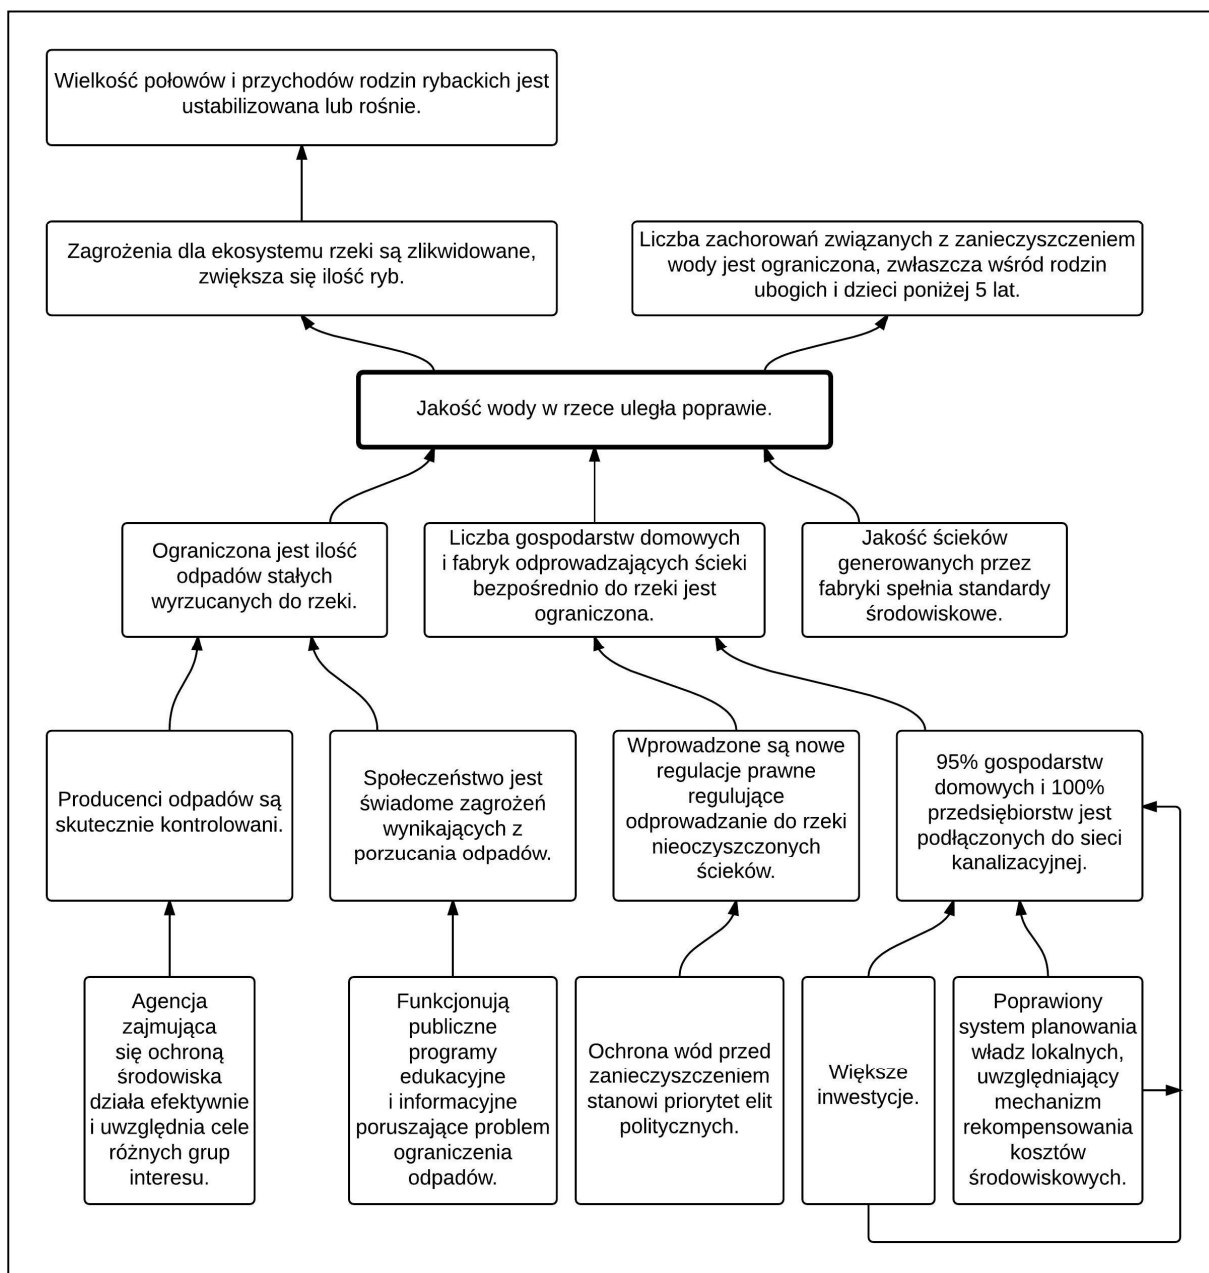 Wielkość połowów i przychodów rodzin rybackich jest
ustabilizowana lub rośnie.
Zagrożenia dla ekosystemu rzeki są zlikwidowane,
zwiększa się ilość ryb.
Liczba zachorowań związanych z zanieczyszczeniem
wody jest ograniczona, zwłaszcza wśród rodzin
ubogich i dzieci poniżej 5 lat.
Jakość wody w rzece uległa poprawie.
Ograniczona jest ilość
odpadów stałych
wyrzucanych do rzeki.
Liczba gospodarstw domowych
i fabryk odprowadzających ścieki
bezpośrednio do rzeki jest
ograniczona.
Jakość ścieków
generowanych przez
fabryki spełnia standardy
środowiskowe.
Producenci odpadów są
skutecznie kontrolowani.
Społeczeństwo jest
świadome zagrożeń
wynikających z
porzucania odpadów.
Wprowadzone są nowe
regulacje prawne
regulujące
odprowadzanie do rzeki
nieoczyszczonych
ścieków.
95% gospodarstw
domowych i 100%
przedsiębiorstw jest
podłączonych do sieci
kanalizacyjnej.
Agencja
zajmująca
się ochroną
środowiska
działa efektywnie
i uwzględnia cele
różnych grup
interesu.
Funkcjonują
publiczne
programy
edukacyjne
i informacyjne
poruszające problem
ograniczenia
odpadów.
Ochrona wód przed
zanieczyszczeniem
stanowi priorytet elit
politycznych.
Większe
inwestycje.
Poprawiony
system planowania
władz lokalnych,
uwzględniający
mechanizm
rekompensowania
kosztów
środowiskowych.